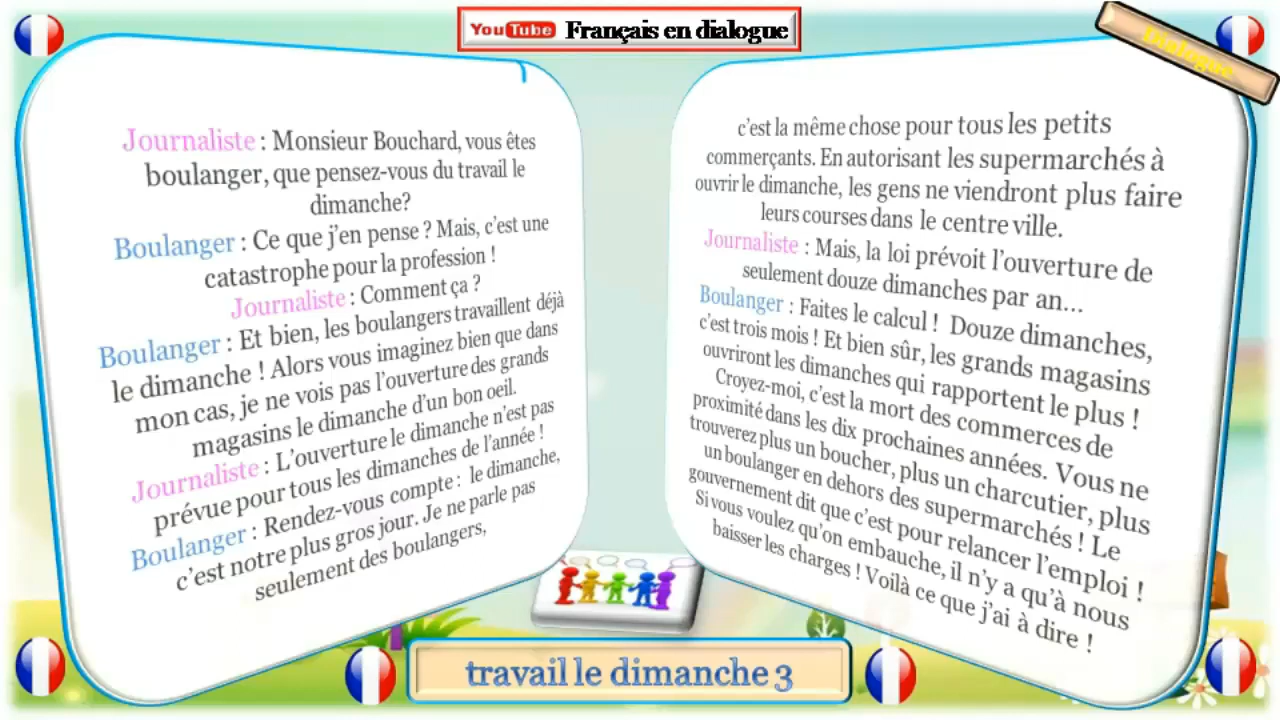 YouTube Français en dialogue
Dialogue
Journaliste : Monsieur Bouchard, vous êtes
boulanger, que pensez-vous du travail le
dimanche?
Boulanger : Ce que j'en pense ? Mais, c'est une
catastrophe pour la profession !
Journaliste : Comment ça ?
Boulanger : Et bien, les boulangers travaillent déjà
le dimanche ! Alors vous imaginez bien que dans
mon cas, je ne vois pas l'ouverture des grands
magasins le dimanche d'un bon oeil.
Journaliste : L'ouverture le dimanche n'est pas
prévue pour tous les dimanches de l'année !
Boulanger : Rendez-vous compte : le dimanche,
c'est notre plus gros jour. Je ne parle pas
seulement des boulangers,
c'est la même chose pour tous les petits
commerçants. En autorisant les supermarchés à
ouvrir le dimanche, les gens ne viendront plus faire
leurs courses dans le centre ville.
Journaliste : Mais, la loi prévoit l'ouverture de
seulement douze dimanches par an...
Boulanger : Faites le calcul ! Douze dimanches,
c'est trois mois ! Et bien sûr, les grands magasins
ouvriront les dimanches qui rapportent le plus !
Croyez-moi, c'est la mort des commerces de
proximité dans les dix prochaines années. Vous ne
trouverez plus un boucher, plus un charcutier, plus
un boulanger en dehors des supermarchés ! Le
gouvernement dit que c'est pour relancer l'emploi !
Si vous voulez qu'on embauche, il n'y a qu'à nous
baisser les charges ! Voilà ce que j'ai à dire !
travail le dimanche 3